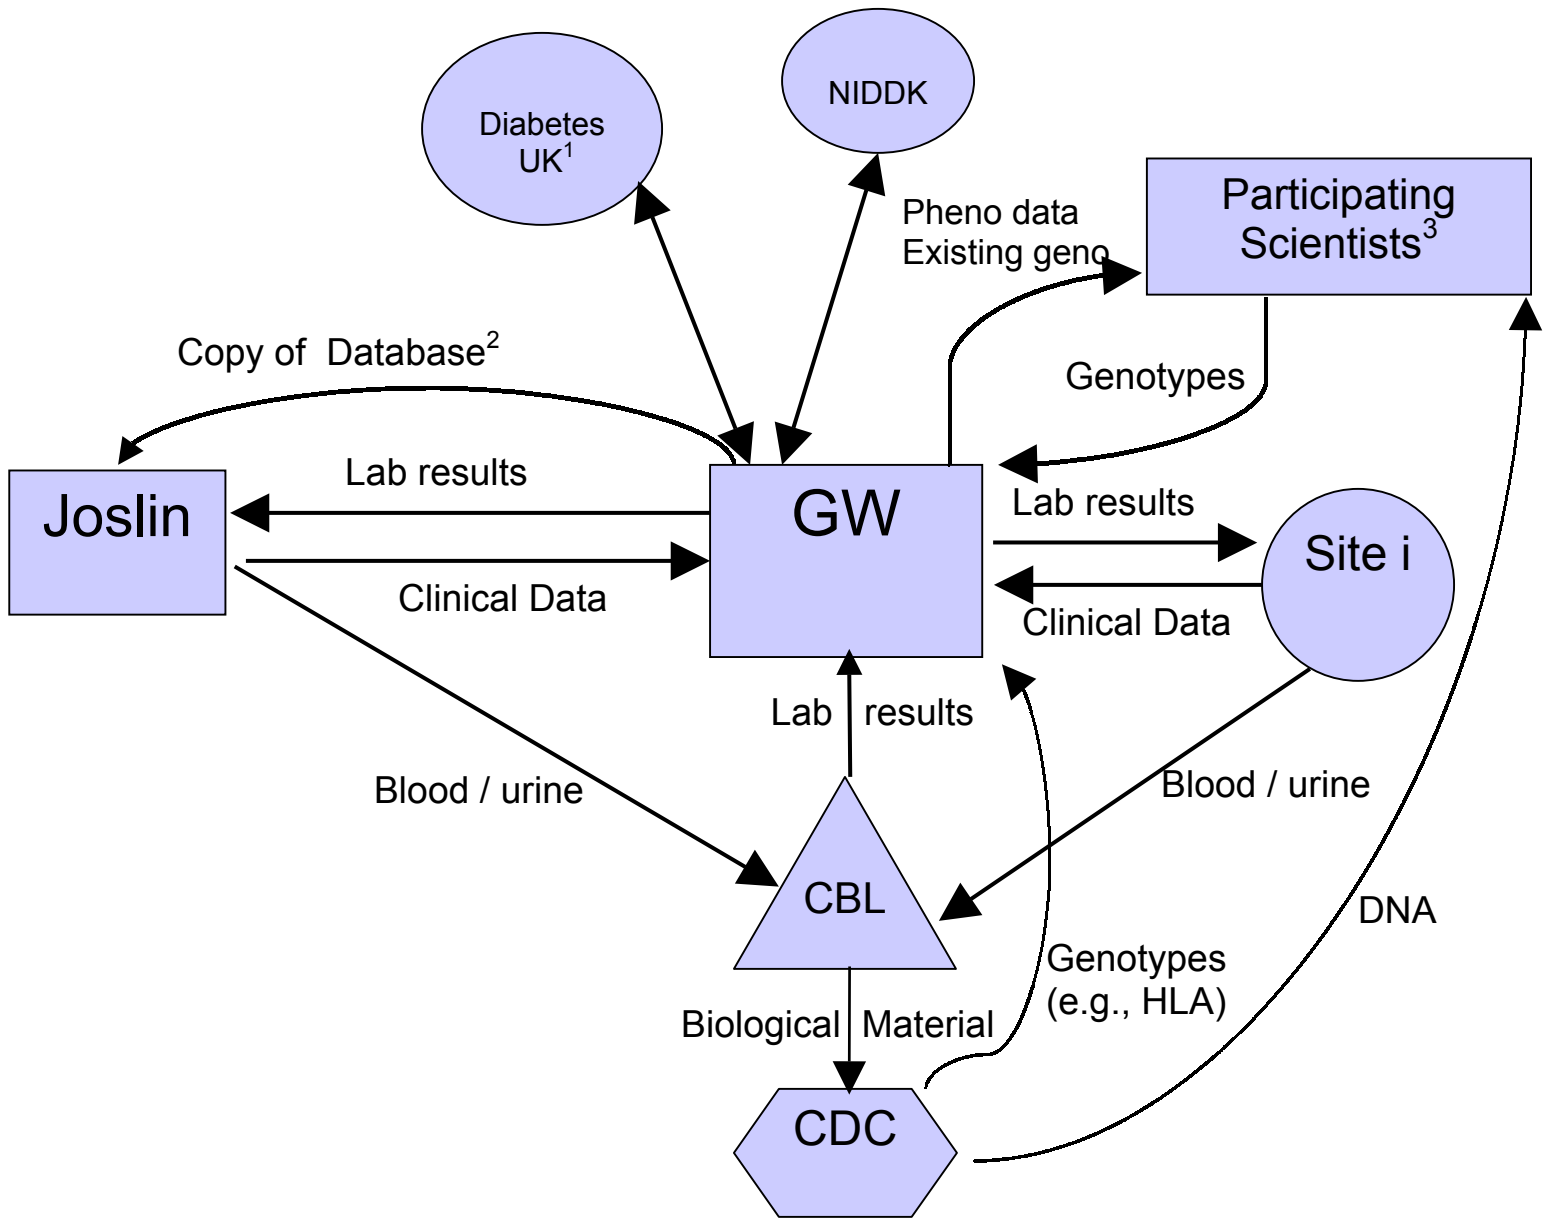 NIDDK
Diabetes
UK¹
Participating
Scientists³
Pheno data
Existing geno
Copy of Database²
Genotypes
Lab results
Joslin
GW
Lab results
Site i
Clinical Data
Clinical Data
Lab results
Blood / urine
Blood / urine
CBL
DNA
Genotypes
(e.g., HLA)
Biological Material
CDC